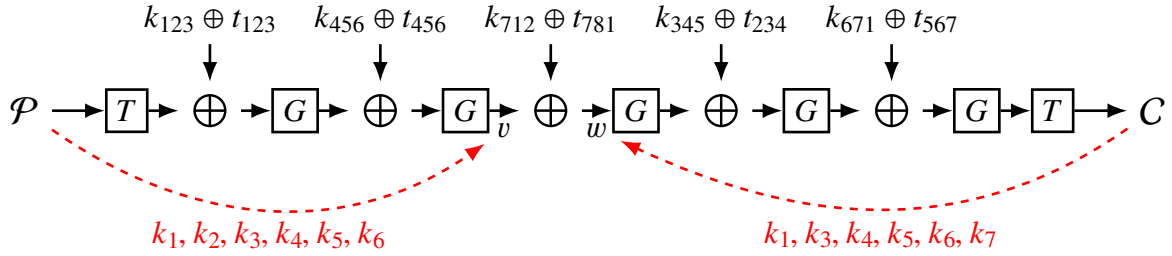 k₁₂₃ ⊕ t₁₂₃ k₄₅₆ ⊕ t₄₅₆ k₇₁₂ ⊕ t₇₈₁ k₃₄₅ ⊕ t₂₃₄ k₆₇₁ ⊕ t₅₆₇
𝒫 T G G v w G G G T 𝒞
k₁, k₂, k₃, k₄, k₅, k₆ k₁, k₃, k₄, k₅, k₆, k₇